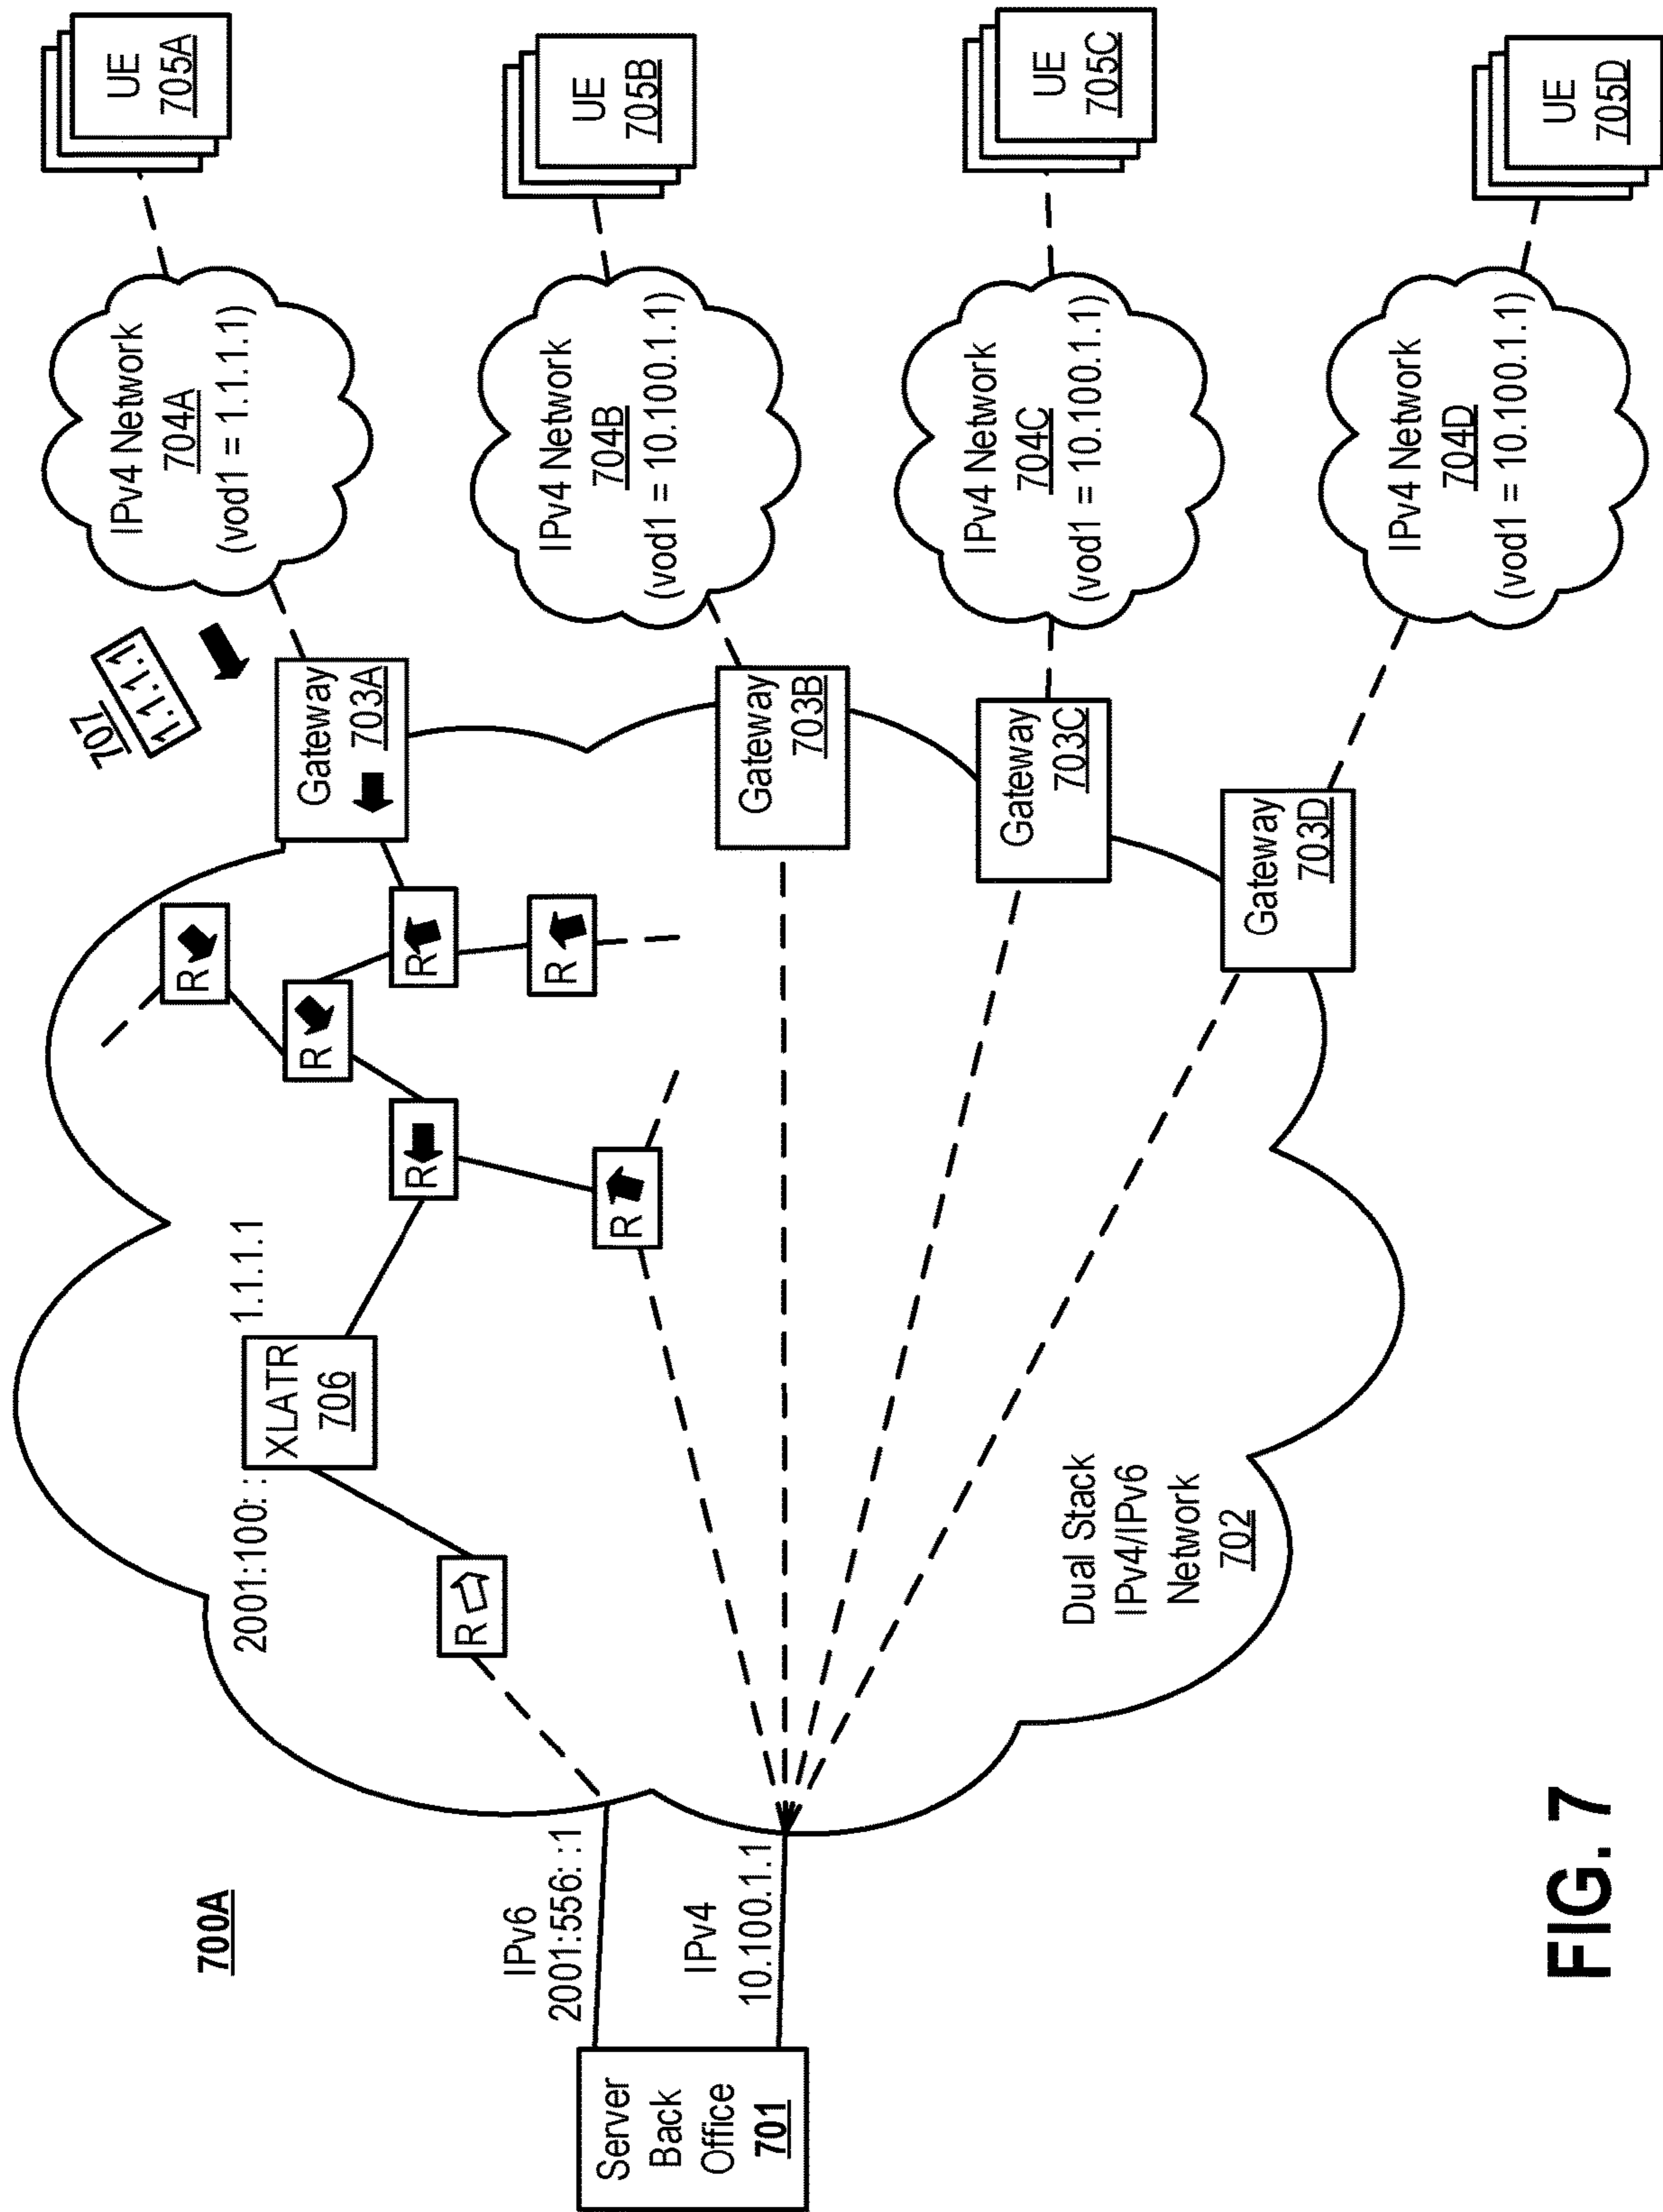 700A
Server
Back
Office
701
IPv6
2001:556: :1
IPv4
10.100.1.1
2001:100: :
XLATR
706
1.1.1.1
R
R
R
R
R
R
R
Dual Stack
IPv4/IPv6
Network
702
707
1.1.1.1
Gateway
703A
Gateway
703B
Gateway
703C
Gateway
703D
IPv4 Network
704A
(vod1 = 1.1.1.1)
IPv4 Network
704B
(vod1 = 10.100.1.1)
IPv4 Network
704C
(vod1 = 10.100.1.1)
IPv4 Network
704D
(vod1 = 10.100.1.1)
UE
705A
UE
705B
UE
705C
UE
705D
FIG. 7